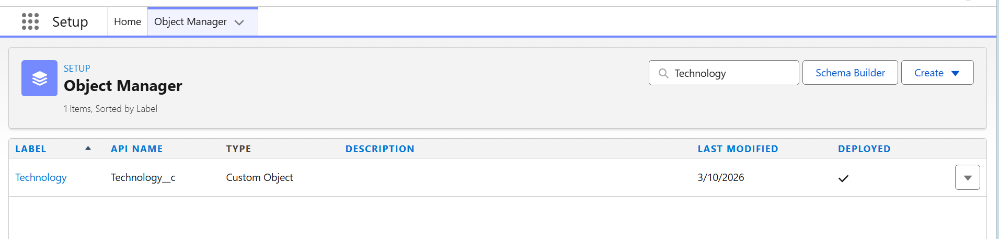 Setup Home Object Manager
SETUP
Object Manager
1 Items, Sorted by Label
Technology Schema Builder Create
LABEL API NAME TYPE DESCRIPTION LAST MODIFIED DEPLOYED
Technology Technology__c Custom Object 3/10/2026